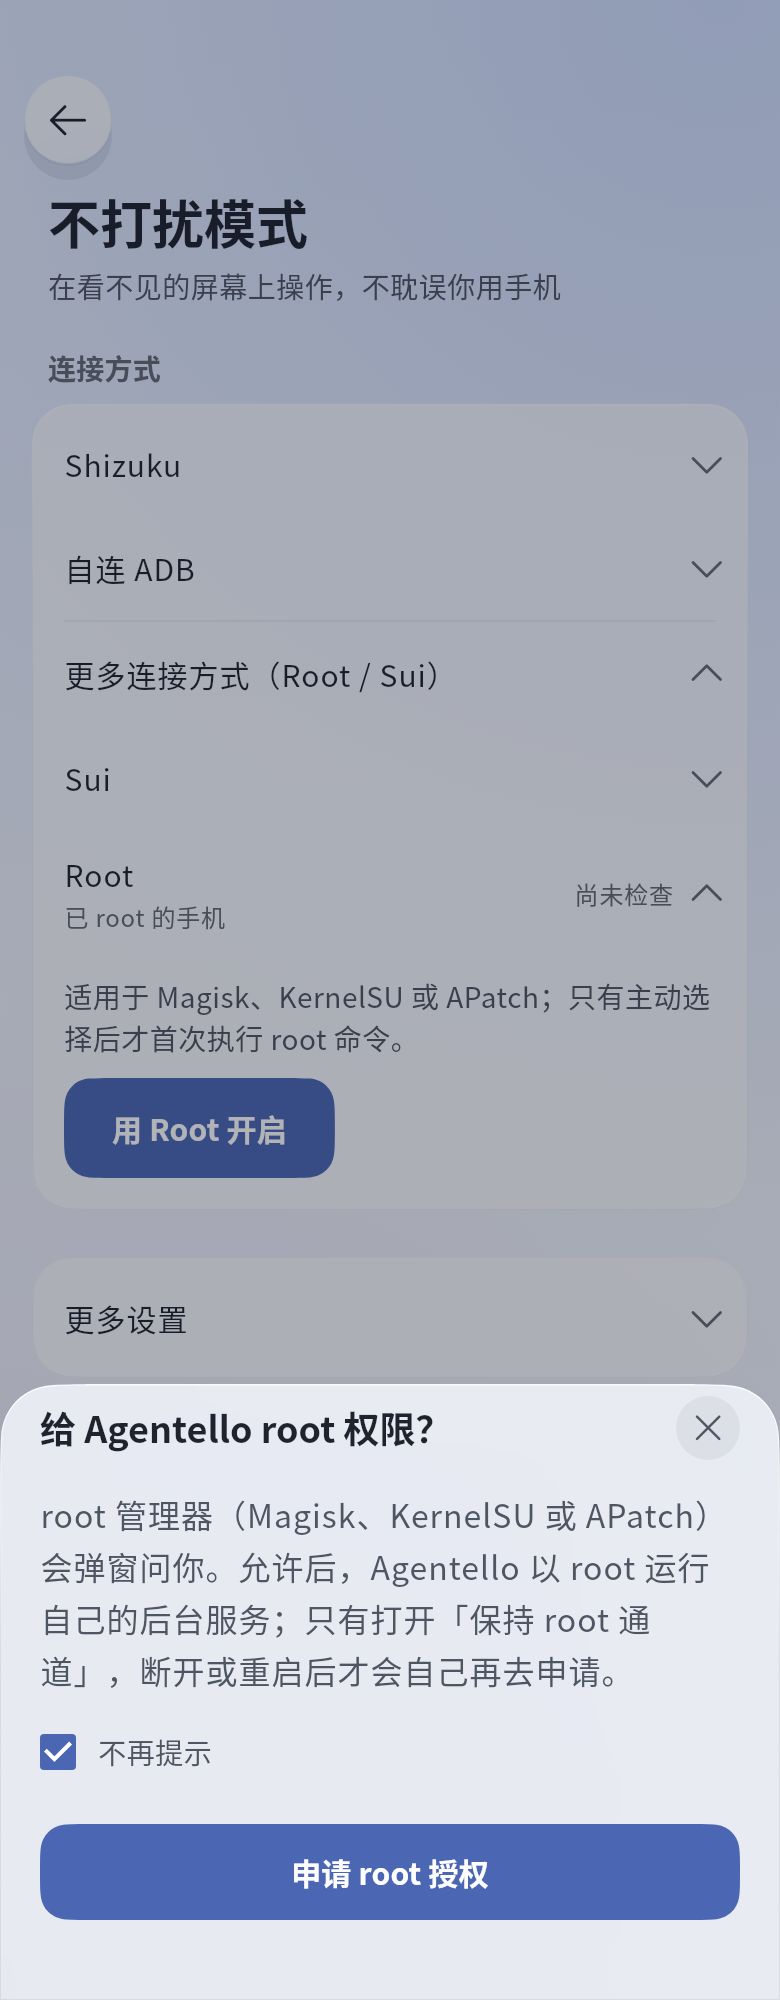 不打扰模式
在看不见的屏幕上操作，不耽误你用手机
连接方式
Shizuku
自连 ADB
更多连接方式（Root / Sui）
Sui
Root
尚未检查
已 root 的手机
适用于 Magisk、KernelSU 或 APatch；只有主动选
择后才首次执行 root 命令。
用 Root 开启
更多设置
给 Agentello root 权限？
root 管理器（Magisk、KernelSU 或 APatch）
会弹窗问你。允许后，Agentello 以 root 运行
自己的后台服务；只有打开「保持 root 通
道」，断开或重启后才会自己再去申请。
不再提示
申请 root 授权